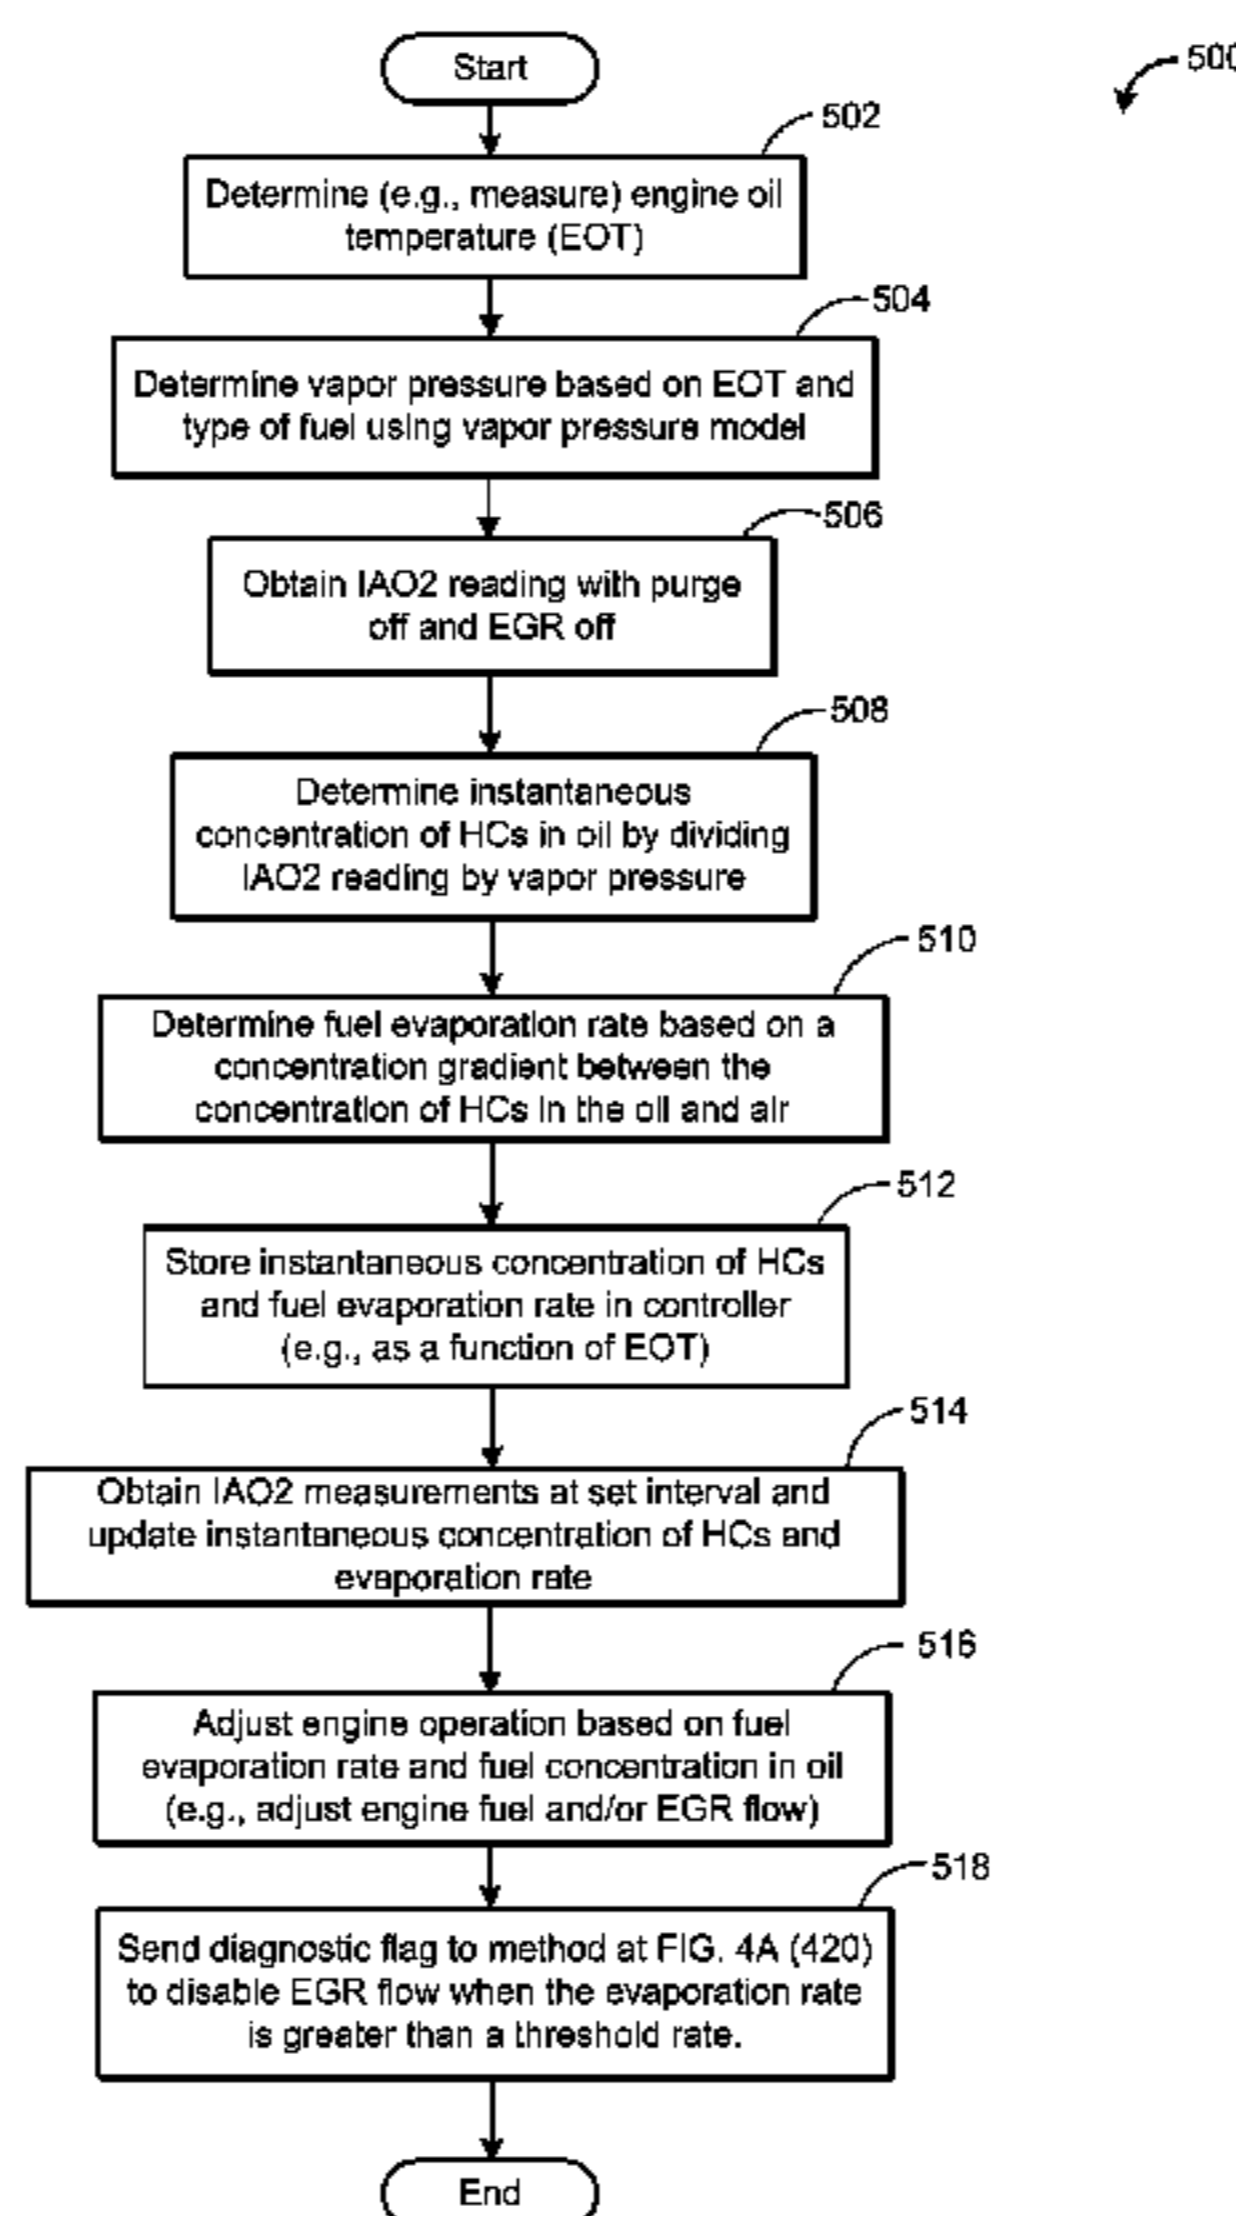 Start
500
502
Determine (e.g., measure) engine oil
temperature (EOT)
504
Determine vapor pressure based on EOT and
type of fuel using vapor pressure model
506
Obtain IAO2 reading with purge
off and EGR off
508
Determine instantaneous
concentration of HCs in oil by dividing
IAO2 reading by vapor pressure
510
Determine fuel evaporation rate based on a
concentration gradient between the
concentration of HCs in the oil and air
512
Store instantaneous concentration of HCs
and fuel evaporation rate in controller
(e.g., as a function of EOT)
514
Obtain IAO2 measurements at set interval and
update instantaneous concentration of HCs and
evaporation rate
516
Adjust engine operation based on fuel
evaporation rate and fuel concentration in oil
(e.g., adjust engine fuel and/or EGR flow)
518
Send diagnostic flag to method at FIG. 4A (420)
to disable EGR flow when the evaporation rate
is greater than a threshold rate.
End